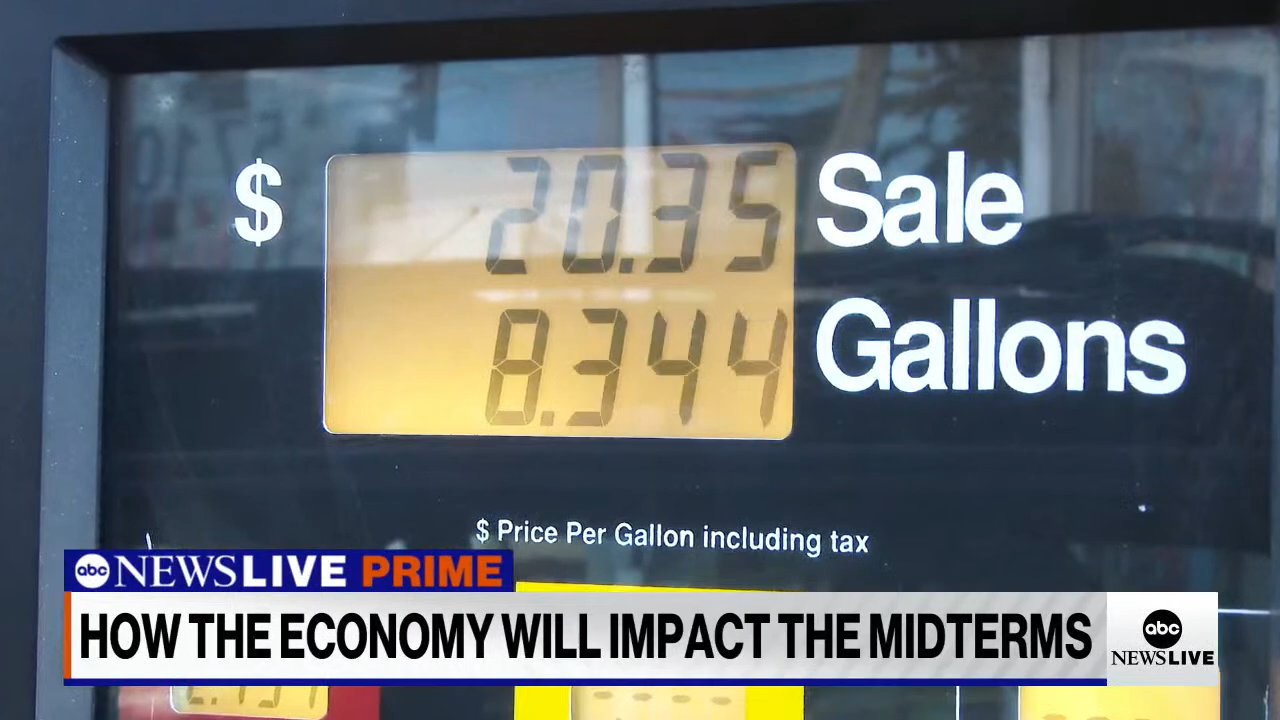 $ 20.35 Sale
8.344 Gallons
$ Price Per Gallon including tax
abc NEWS LIVE PRIME
HOW THE ECONOMY WILL IMPACT THE MIDTERMS
abc
NEWS LIVE